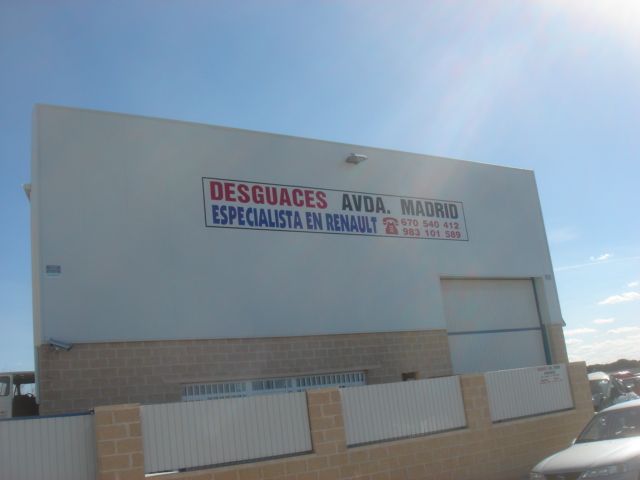 DESGUACES AVDA. MADRID
ESPECIALISTA EN RENAULT
670 540 412
983 101 589